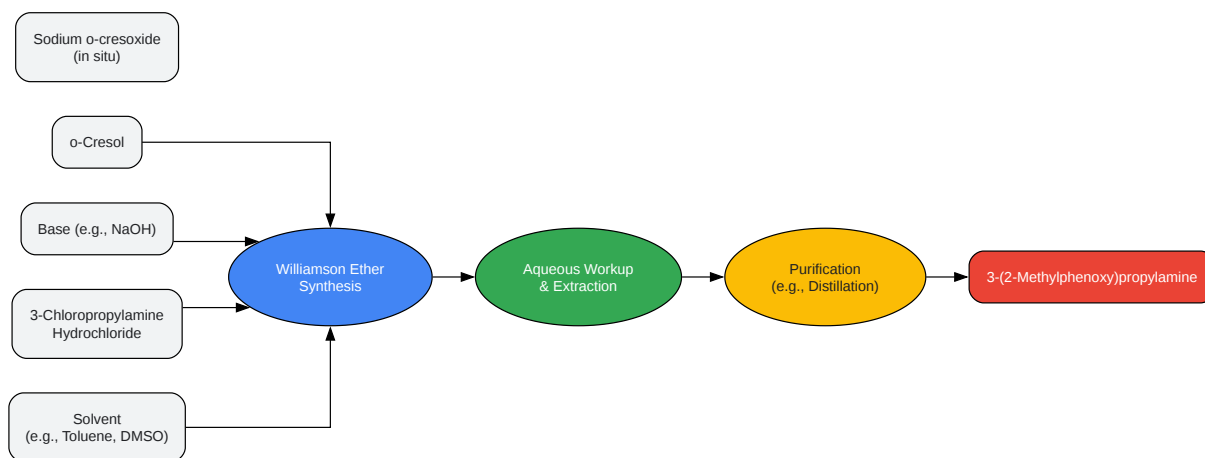 Sodium o-cresoxide
(in situ)
o-Cresol
Base (e.g., NaOH)
3-Chloropropylamine
Hydrochloride
Solvent
(e.g., Toluene, DMSO)
Williamson Ether
Synthesis
Aqueous Workup
& Extraction
Purification
(e.g., Distillation)
3-(2-Methylphenoxy)propylamine